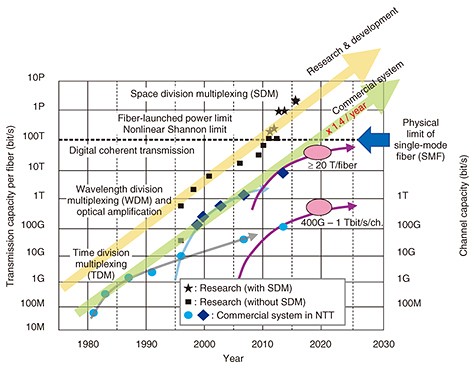 Research & development
Commercial system
x 1.4 / year
10P
1P
100T
10T
1T
100G
10G
1G
100M
10M
Transmission capacity per fiber (bit/s)
Space division multiplexing (SDM)
Fiber-launched power limit
Nonlinear Shannon limit
Digital coherent transmission
Wavelength division
multiplexing (WDM) and
optical amplification
Time division
multiplexing
(TDM)
≥ 20 T/fiber
400G – 1 Tbit/s/ch.
Physical
limit of
single-mode
fiber (SMF)
1T
100G
10G
1G
100M
Channel capacity (bit/s)
: Research (with SDM)
: Research (without SDM)
: Commercial system in NTT
1980
1990
2000
2010
2020
2030
Year